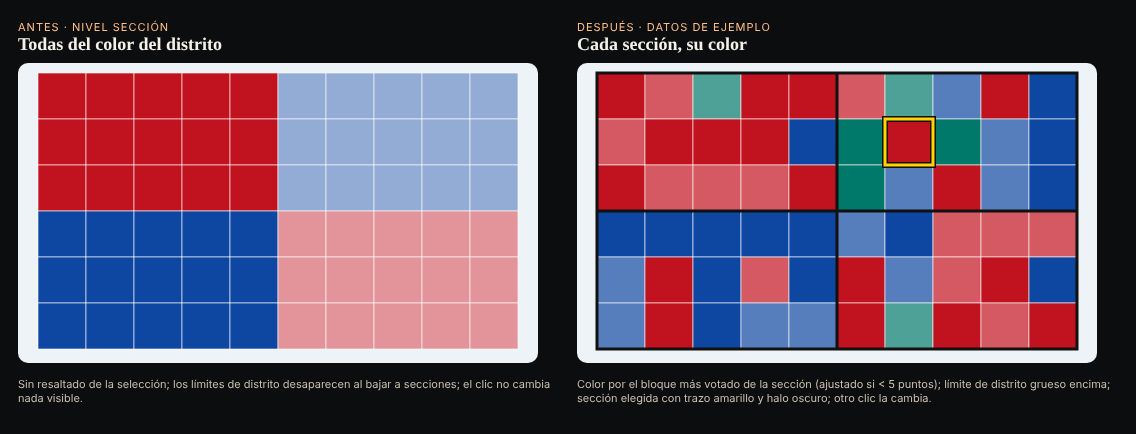 ANTES · NIVEL SECCIÓN
Todas del color del distrito
Sin resaltado de la selección; los límites de distrito desaparecen al bajar a secciones; el clic no cambia
nada visible.
DESPUÉS · DATOS DE EJEMPLO
Cada sección, su color
Color por el bloque más votado de la sección (ajustado si < 5 puntos); límite de distrito grueso encima;
sección elegida con trazo amarillo y halo oscuro; otro clic la cambia.